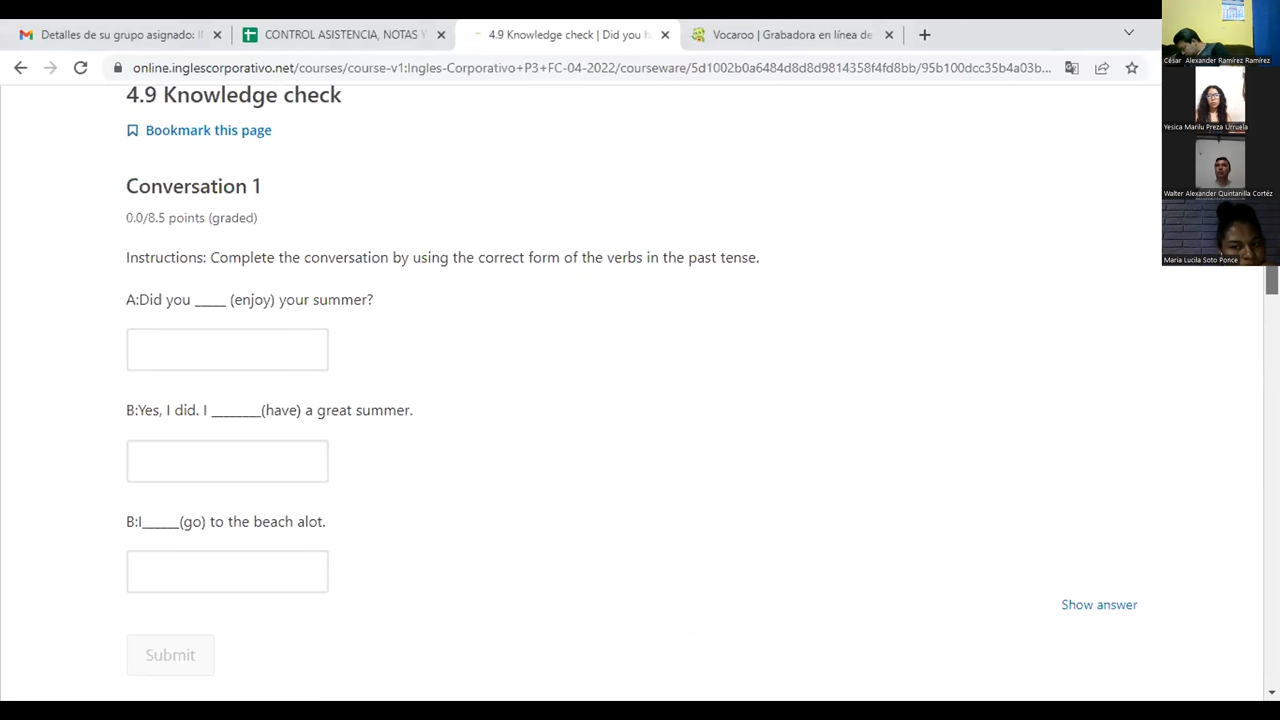 Detalles de su grupo asignado: II
CONTROL ASISTENCIA, NOTAS Y
4.9 Knowledge check | Did you h
Vocaroo | Grabadora en línea de
online.inglescorporativo.net/courses/course-v1:Ingles-Corporativo+P3+FC-04-2022/courseware/5d1002b0a6484d8d8d9814358f4fd8bb/95b100dcc35b4a03b...
César Alexander Ramírez Ramírez
Yesica Marilu Preza Urruela
Walter Alexander Quintanilla Cortéz
Maria Lucila Soto Ponce
4.9 Knowledge check
Bookmark this page
Conversation 1
0.0/8.5 points (graded)
Instructions: Complete the conversation by using the correct form of the verbs in the past tense.
A:Did you _____ (enjoy) your summer?
B:Yes, I did. I ________(have) a great summer.
B:I______(go) to the beach alot.
Show answer
Submit